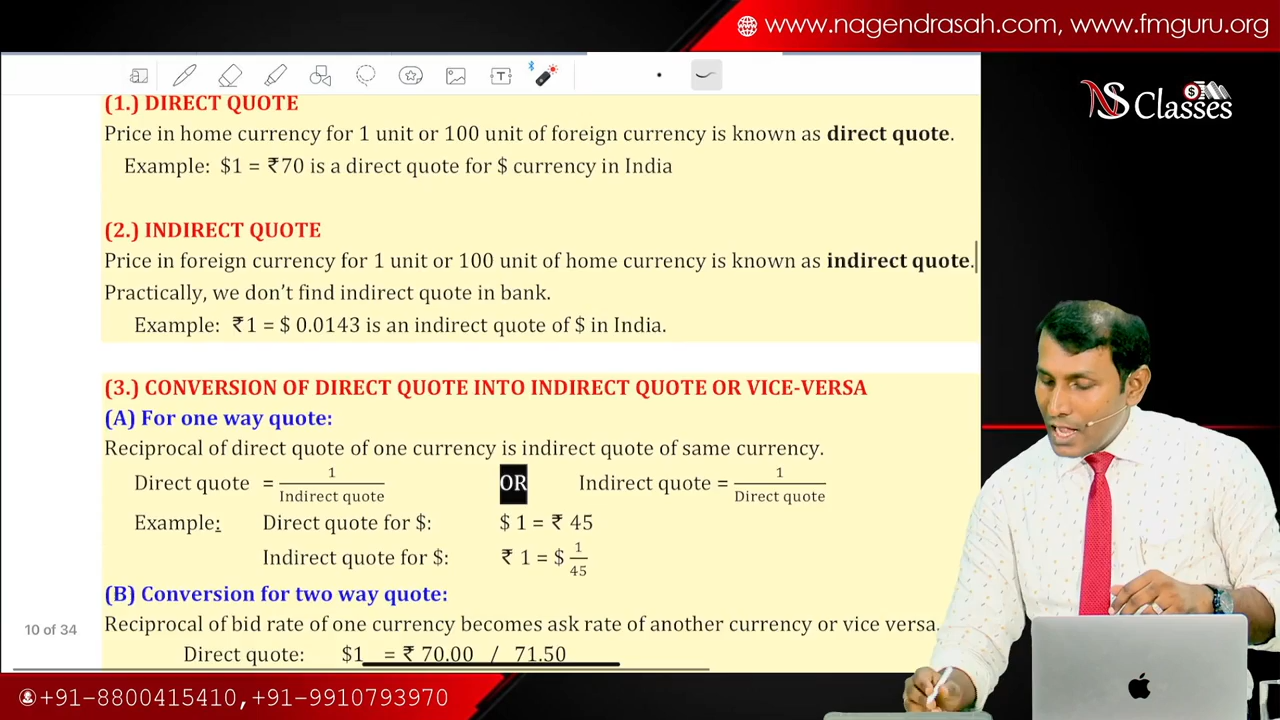 www.nagendrasah.com, www.fmguru.org
NS Classes
(1.) DIRECT QUOTE
Price in home currency for 1 unit or 100 unit of foreign currency is known as direct quote.
Example: $1 = ₹70 is a direct quote for $ currency in India
(2.) INDIRECT QUOTE
Price in foreign currency for 1 unit or 100 unit of home currency is known as indirect quote.
Practically, we don't find indirect quote in bank.
Example: ₹1 = $ 0.0143 is an indirect quote of $ in India.
(3.) CONVERSION OF DIRECT QUOTE INTO INDIRECT QUOTE OR VICE-VERSA
(A) For one way quote:
Reciprocal of direct quote of one currency is indirect quote of same currency.
Direct quote = 1/Indirect quote OR Indirect quote = 1/Direct quote
Example: Direct quote for $: $ 1 = ₹ 45
Indirect quote for $: ₹ 1 = $ 1/45
(B) Conversion for two way quote:
Reciprocal of bid rate of one currency becomes ask rate of another currency or vice versa.
10 of 34
Direct quote: $1 = ₹ 70.00 / 71.50
+91-8800415410,+91-9910793970